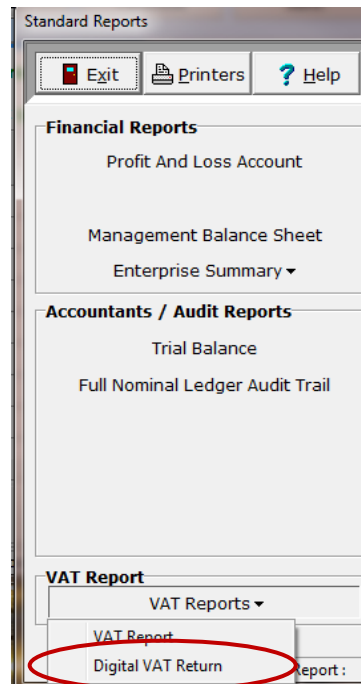 Standard Reports
Exit Printers Help
Financial Reports
Profit And Loss Account
Management Balance Sheet
Enterprise Summary
Accountants / Audit Reports
Trial Balance
Full Nominal Ledger Audit Trail
VAT Report
VAT Reports
VAT Report
Digital VAT Return
Report :